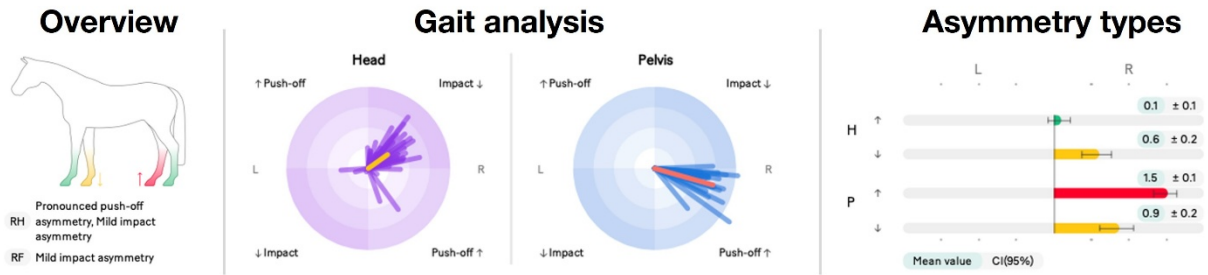 Overview
RH
Pronounced push-off
asymmetry, Mild impact
asymmetry
RF Mild impact asymmetry
Gait analysis
Head
↑ Push-off Impact ↓
L R
↓ Impact Push-off ↑
Pelvis
↑ Push-off Impact ↓
L R
↓ Impact Push-off ↑
Asymmetry types
L R
H
↑ 0.1 ± 0.1
↓ 0.6 ± 0.2
P
↑ 1.5 ± 0.1
↓ 0.9 ± 0.2
Mean value CI(95%)